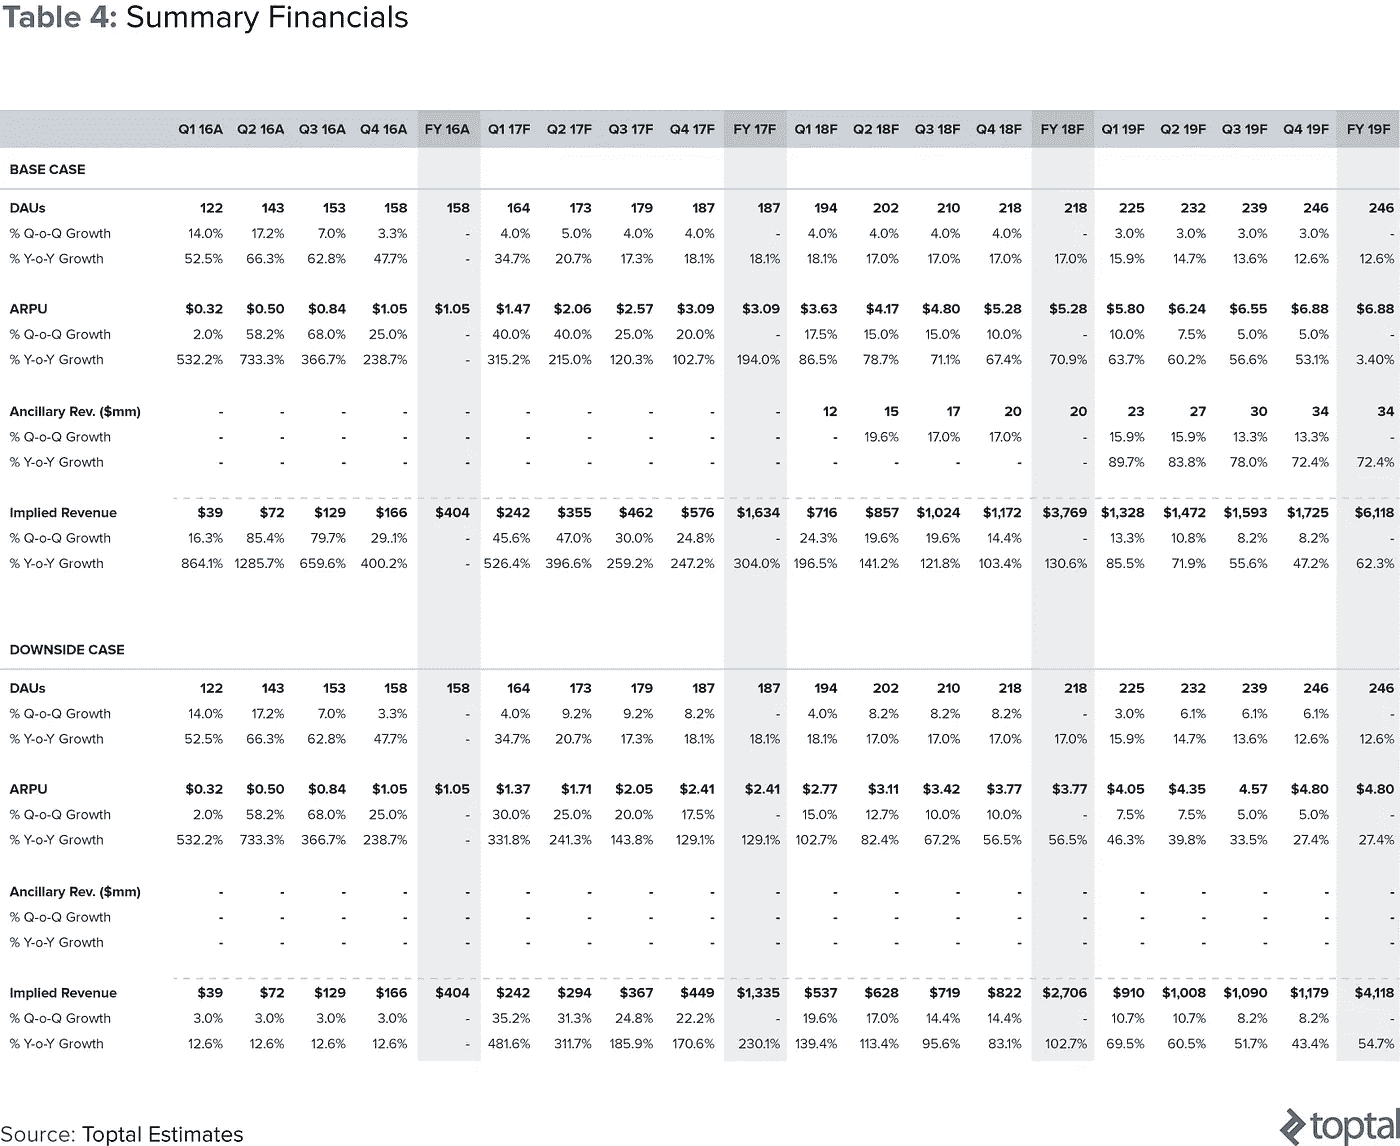 Table 4: Summary Financials
Q1 16A Q2 16A Q3 16A Q4 16A FY 16A Q1 17F Q2 17F Q3 17F Q4 17F FY 17F Q1 18F Q2 18F Q3 18F Q4 18F FY 18F Q1 19F Q2 19F Q3 19F Q4 19F FY 19F
BASE CASE
DAUs 122 143 153 158 158 164 173 179 187 187 194 202 210 218 218 225 232 239 246 246
% Q-o-Q Growth 14.0% 17.2% 7.0% 3.3% - 4.0% 5.0% 4.0% 4.0% - 4.0% 4.0% 4.0% 4.0% - 3.0% 3.0% 3.0% 3.0% -
% Y-o-Y Growth 52.5% 66.3% 62.8% 47.7% - 34.7% 20.7% 17.3% 18.1% 18.1% 18.1% 17.0% 17.0% 17.0% 17.0% 15.9% 14.7% 13.6% 12.6% 12.6%
ARPU $0.32 $0.50 $0.84 $1.05 $1.05 $1.47 $2.06 $2.57 $3.09 $3.09 $3.63 $4.17 $4.80 $5.28 $5.28 $5.80 $6.24 $6.55 $6.88 $6.88
% Q-o-Q Growth 2.0% 58.2% 68.0% 25.0% - 40.0% 40.0% 25.0% 20.0% - 17.5% 15.0% 15.0% 10.0% - 10.0% 7.5% 5.0% 5.0% -
% Y-o-Y Growth 532.2% 733.3% 366.7% 238.7% - 315.2% 215.0% 120.3% 102.7% 194.0% 86.5% 78.7% 71.1% 67.4% 70.9% 63.7% 60.2% 56.6% 53.1% 3.40%
Ancillary Rev. ($mm) - - - - - - - - - - 12 15 17 20 20 23 27 30 34 34
% Q-o-Q Growth - - - - - - - - - - - 19.6% 17.0% 17.0% - 15.9% 15.9% 13.3% 13.3% -
% Y-o-Y Growth - - - - - - - - - - - - - - - 89.7% 83.8% 78.0% 72.4% 72.4%
Implied Revenue $39 $72 $129 $166 $404 $242 $355 $462 $576 $1,634 $716 $857 $1,024 $1,172 $3,769 $1,328 $1,472 $1,593 $1,725 $6,118
% Q-o-Q Growth 16.3% 85.4% 79.7% 29..1% - 45.6% 47.0% 30.0% 24.8% - 24.3% 19.6% 19.6% 14.4% - 13.3% 10.8% 8.2% 8.2% -
% Y-o-Y Growth 864.1% 1285.7% 659.6% 400.2% - 526.4% 396.6% 259.2% 247.2% 304.0% 196.5% 141.2% 121.8% 103.4% 130.6% 85.5% 71.9% 55.6% 47.2% 62.3%
DOWNSIDE CASE
DAUs 122 143 153 158 158 164 173 179 187 187 194 202 210 218 218 225 232 239 246 246
% Q-o-Q Growth 14.0% 17.2% 7.0% 3.3% - 4.0% 9.2% 9.2% 8.2% - 4.0% 8.2% 8.2% 8.2% - 3.0% 6.1% 6.1% 6.1% -
% Y-o-Y Growth 52.5% 66.3% 62.8% 47.7% - 34.7% 20.7% 17.3% 18.1% 18.1% 18.1% 17.0% 17.0% 17.0% 17.0% 15.9% 14.7% 13.6% 12.6% 12.6%
ARPU $0.32 $0.50 $0.84 $1.05 $1.05 $1.37 $1.71 $2.05 $2.41 $2.41 $2.77 $3.11 $3.42 $3.77 $3.77 $4.05 $4.35 4.57 $4.80 $4.80
% Q-o-Q Growth 2.0% 58.2% 68.0% 25.0% - 30.0% 25.0% 20.0% 17.5% - 15.0% 12.7% 10.0% 10.0% - 7.5% 7.5% 5.0% 5.0% -
% Y-o-Y Growth 532.2% 733.3% 366.7% 238.7% - 331.8% 241.3% 143.8% 129.1% 129.1% 102.7% 82.4% 67.2% 56.5% 56.5% 46.3% 39.8% 33.5% 27.4% 27.4%
Ancillary Rev. ($mm) - - - - - - - - - - - - - - - - - - - -
% Q-o-Q Growth - - - - - - - - - - - - - - - - - - - -
% Y-o-Y Growth - - - - - - - - - - - - - - - - - - - -
Implied Revenue $39 $72 $129 $166 $404 $242 $294 $367 $449 $1,335 $537 $628 $719 $822 $2,706 $910 $1,008 $1,090 $1,179 $4,118
% Q-o-Q Growth 3.0% 3.0% 3.0% 3.0% - 35.2% 31.3% 24.8% 22.2% - 19.6% 17.0% 14.4% 14.4% - 10.7% 10.7% 8.2% 8.2% -
% Y-o-Y Growth 12.6% 12.6% 12.6% 12.6% - 481.6% 311.7% 185.9% 170.6% 230.1% 139.4% 113.4% 95.6% 83.1% 102.7% 69.5% 60.5% 51.7% 43.4% 54.7%
Source: Toptal Estimates
toptal